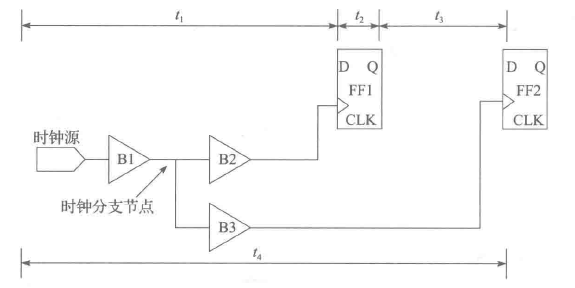 t₁ t₂ t₃
D Q D Q
FF1 FF2
CLK CLK
时钟源
B1 B2
时钟分支节点
B3
t₄